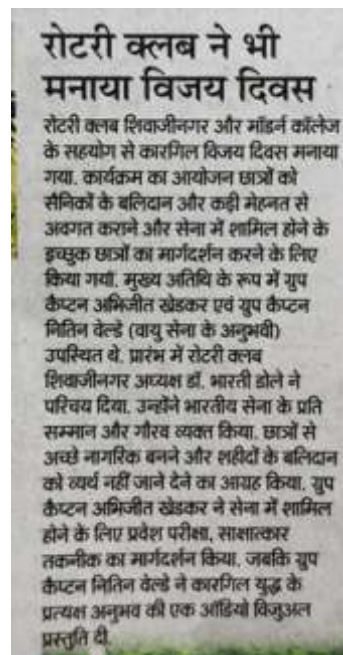 रोटरी क्लब ने भी
मनाया विजय दिवस
रोटरी क्लब शिवाजीनगर और मॉडर्न कॉलेज
के सहयोग से कारगिल विजय दिवस मनाया
गया. कार्यक्रम का आयोजन छात्रों को
सैनिकों के बलिदान और कड़ी मेहनत से
अवगत कराने और सेना में शामिल होने के
इच्छुक छात्रों का मार्गदर्शन करने के लिए
किया गया. मुख्य अतिथि के रूप में ग्रुप
कैप्टन अभिजीत खेडकर एवं ग्रुप कैप्टन
नितिन वेल्डे (वायु सेना के अनुभवी)
उपस्थित थे. प्रारंभ में रोटरी क्लब
शिवाजीनगर अध्यक्ष डॉ. भारती डोले ने
परिचय दिया. उन्होंने भारतीय सेना के प्रति
सम्मान और गौरव व्यक्त किया. छात्रों से
अच्छे नागरिक बनने और शहीदों के बलिदान
को व्यर्थ नहीं जाने देने का आग्रह किया. ग्रुप
कैप्टन अभिजीत खेडकर ने सेना में शामिल
होने के लिए प्रवेश परीक्षा, साक्षात्कार
तकनीक का मार्गदर्शन किया. जबकि ग्रुप
कैप्टन नितिन वेल्डे ने कारगिल युद्ध के
प्रत्यक्ष अनुभव की एक ऑडियो विजुअल
प्रस्तुति दी.